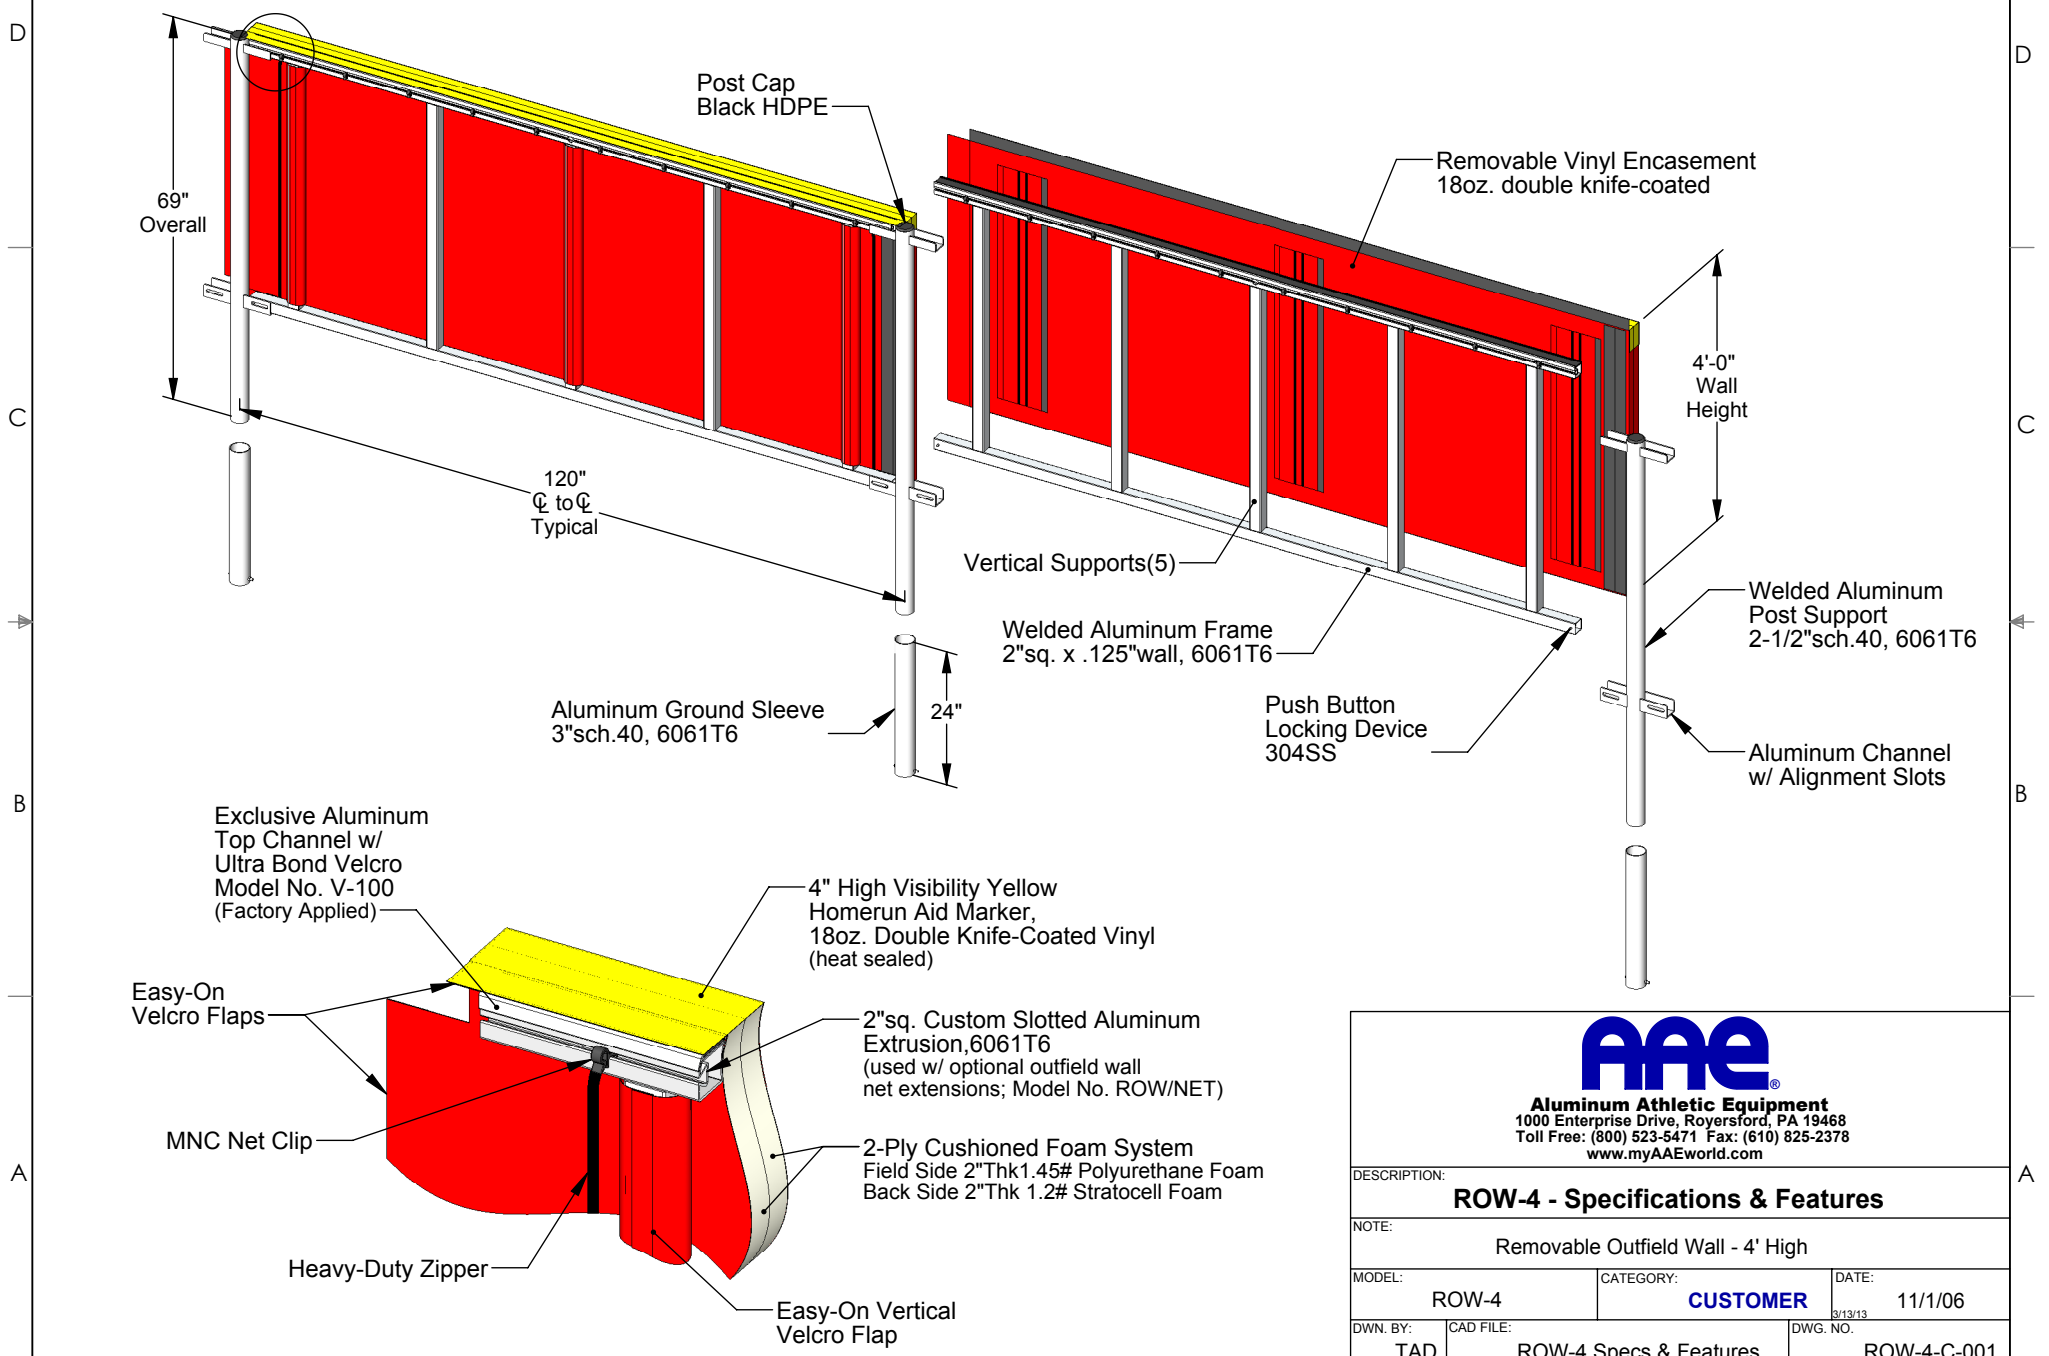 D
D
Post Cap
Black HDPE
Removable Vinyl Encasement
18oz. double knife-coated
69"
Overall
4'-0"
Wall
Height
C
C
120"
℄ to ℄
Typical
Vertical Supports(5)
Welded Aluminum
Post Support
2-1/2"sch.40, 6061T6
Welded Aluminum Frame
2"sq. x .125"wall, 6061T6
Aluminum Ground Sleeve
3"sch.40, 6061T6
24"
Push Button
Locking Device
304SS
Aluminum Channel
w/ Alignment Slots
B
B
Exclusive Aluminum
Top Channel w/
Ultra Bond Velcro
Model No. V-100
(Factory Applied)
4" High Visibility Yellow
Homerun Aid Marker,
18oz. Double Knife-Coated Vinyl
(heat sealed)
Easy-On
Velcro Flaps
2"sq. Custom Slotted Aluminum
Extrusion,6061T6
(used w/ optional outfield wall
net extensions; Model No. ROW/NET)
MNC Net Clip
2-Ply Cushioned Foam System
Field Side 2"Thk1.45# Polyurethane Foam
Back Side 2"Thk 1.2# Stratocell Foam
A
A
Heavy-Duty Zipper
Easy-On Vertical
Velcro Flap
AAE®
Aluminum Athletic Equipment
1000 Enterprise Drive, Royersford, PA 19468
Toll Free: (800) 523-5471 Fax: (610) 825-2378
www.myAAEworld.com
DESCRIPTION:
ROW-4 - Specifications & Features
NOTE:
Removable Outfield Wall - 4' High
MODEL:
ROW-4
CATEGORY:
CUSTOMER
DATE:
3/13/13
11/1/06
DWN. BY:
TAD
CAD FILE:
ROW-4 Specs & Features
DWG. NO.
ROW-4-C-001